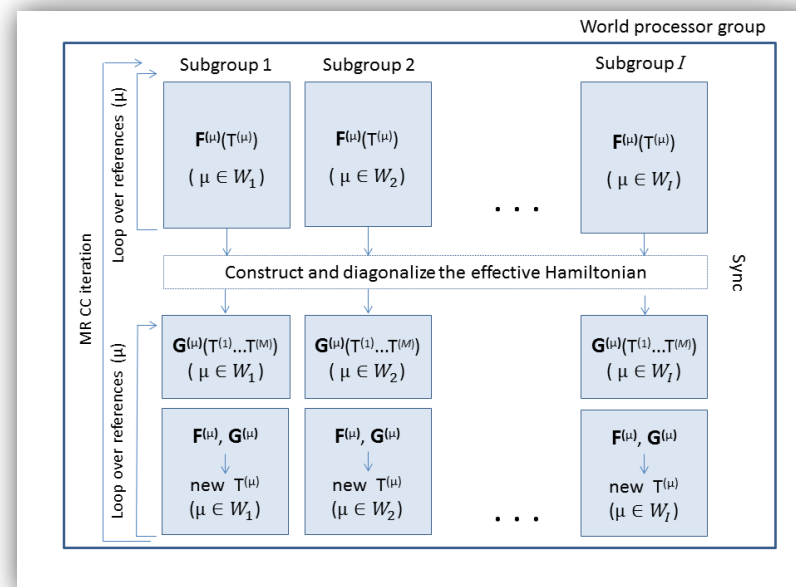 World processor group
Subgroup 1
Subgroup 2
Subgroup I
MR CC iteration
Loop over references (μ)
F(μ)(T(μ))
( μ ∈ W1)
F(μ)(T(μ))
( μ ∈ W2)
. . .
F(μ)(T(μ))
( μ ∈ WI)
Construct and diagonalize the effective Hamiltonian
Sync
Loop over references (μ)
G(μ)(T(1)...T(M))
( μ ∈ W1)
G(μ)(T(1)...T(M))
( μ ∈ W2)
G(μ)(T(1)...T(M))
( μ ∈ WI)
F(μ), G(μ)
new T(μ)
(μ ∈ W1)
F(μ), G(μ)
new T(μ)
(μ ∈ W2)
. . .
F(μ), G(μ)
new T(μ)
(μ ∈ WI)